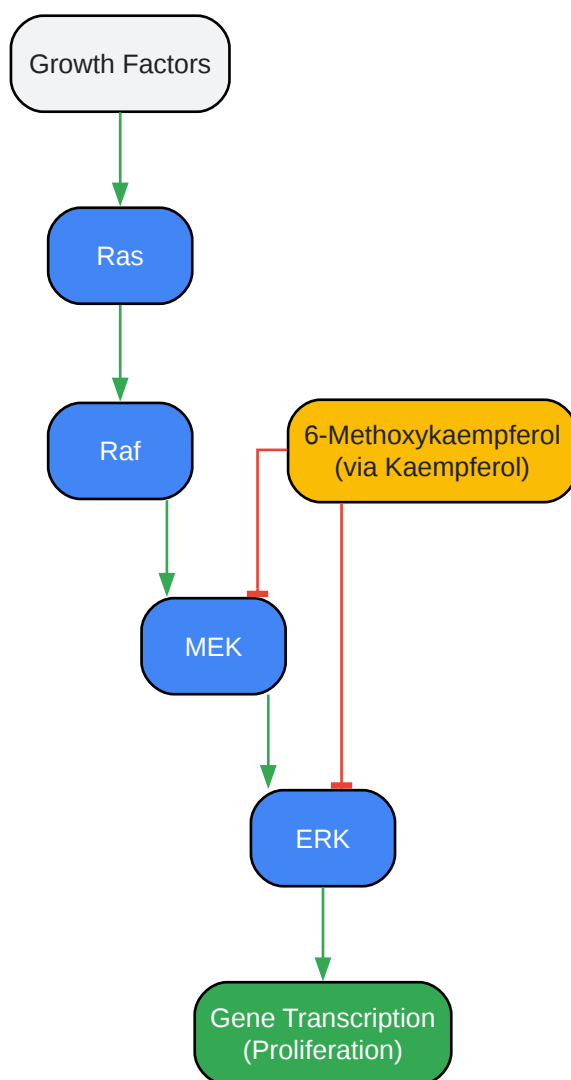 Growth Factors
Ras
Raf
6-Methoxykaempferol
(via Kaempferol)
MEK
ERK
Gene Transcription
(Proliferation)